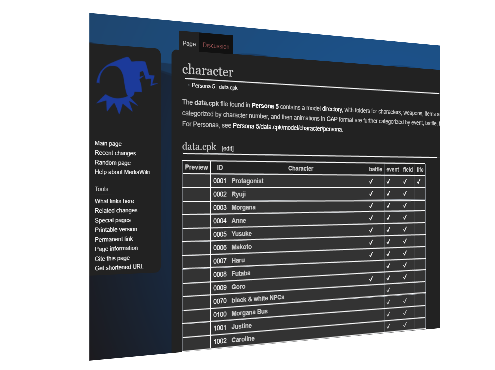 Page Discussion
character
< Persona 5 data.cpk
The data.cpk file found in Persona 5 contains a model directory, with folders for characters, weapons, items a
categorized by character number, and then animations in GAP format are further categorized by event, battle, f
For Personas, see Persona 5/data.cpk/model/character/persona.
data.cpk [edit]
Preview ID Character battle event field life
0001 Protagonist ✓ ✓ ✓ ✓
0002 Ryuji ✓ ✓ ✓
0003 Morgana ✓ ✓ ✓
0004 Anne ✓ ✓ ✓
0005 Yusuke ✓ ✓ ✓
0006 Makoto ✓ ✓ ✓
0007 Haru ✓ ✓ ✓
0008 Futaba ✓ ✓
0009 Goro ✓ ✓ ✓
0070 black & white NPCs ✓
0100 Morgana Bus ✓ ✓
1001 Justine ✓ ✓
1002 Caroline ✓ ✓
Main page
Recent changes
Random page
Help about MediaWiki
Tools
What links here
Related changes
Special pages
Printable version
Permanent link
Page information
Cite this page
Get shortened URL